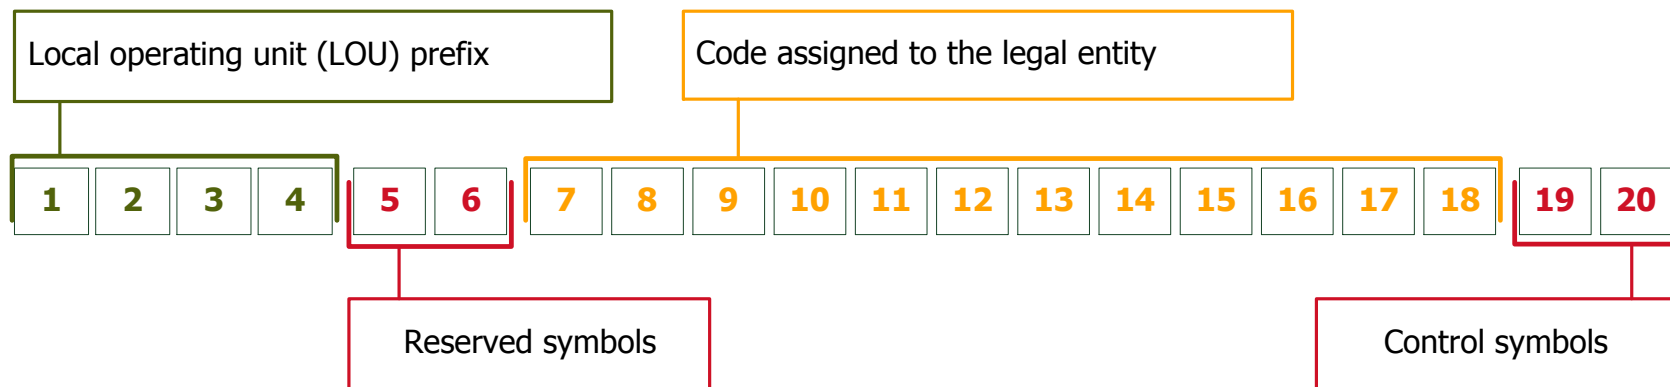 Local operating unit (LOU) prefix
Code assigned to the legal entity
1 2 3 4 5 6 7 8 9 10 11 12 13 14 15 16 17 18 19 20
Reserved symbols
Control symbols